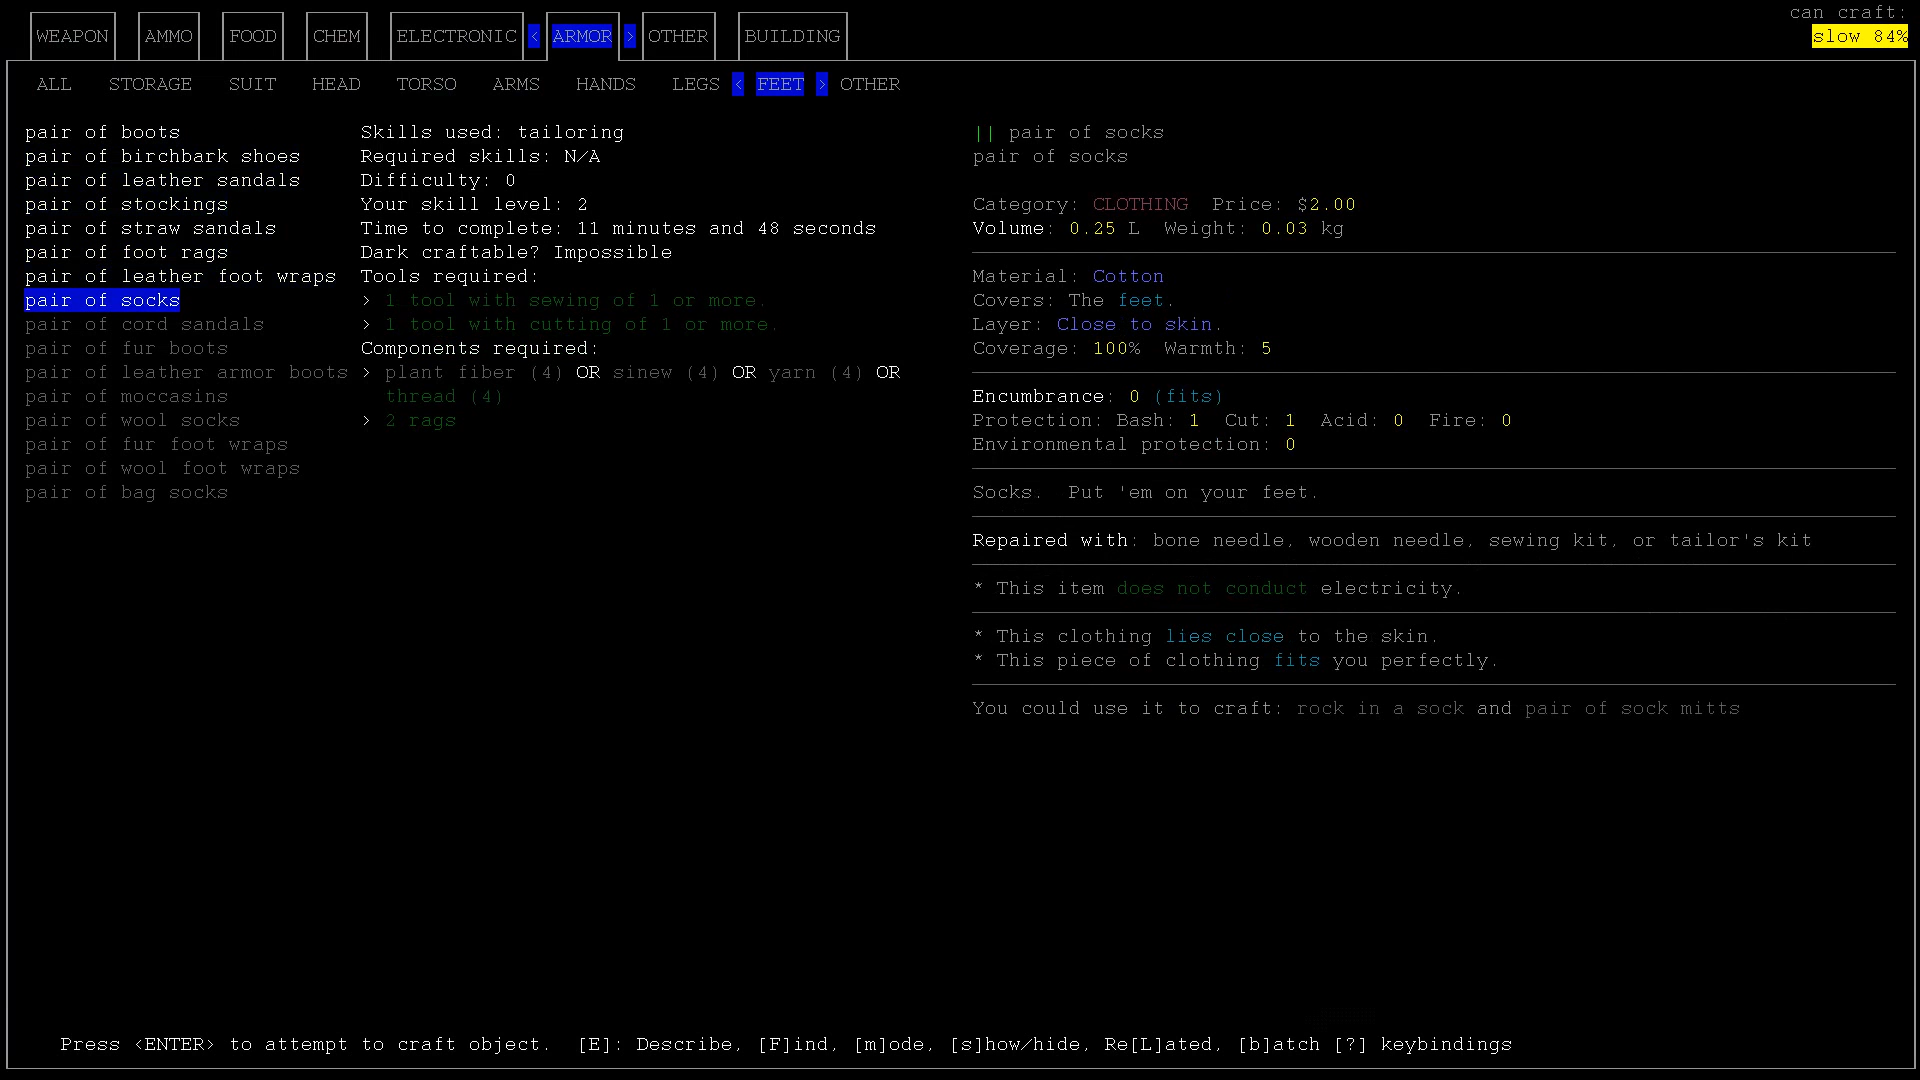 can craft:
WEAPON AMMO FOOD CHEM ELECTRONIC < ARMOR > OTHER BUILDING slow 84%
ALL STORAGE SUIT HEAD TORSO ARMS HANDS LEGS < FEET > OTHER
pair of boots
pair of birchbark shoes
pair of leather sandals
pair of stockings
pair of straw sandals
pair of foot rags
pair of leather foot wraps
pair of socks
pair of cord sandals
pair of fur boots
pair of leather armor boots
pair of moccasins
pair of wool socks
pair of fur foot wraps
pair of wool foot wraps
pair of bag socks
Skills used: tailoring
Required skills: N/A
Difficulty: 0
Your skill level: 2
Time to complete: 11 minutes and 48 seconds
Dark craftable? Impossible
Tools required:
> 1 tool with sewing of 1 or more.
> 1 tool with cutting of 1 or more.
Components required:
> plant fiber (4) OR sinew (4) OR yarn (4) OR
thread (4)
> 2 rags
|| pair of socks
pair of socks
Category: CLOTHING Price: $2.00
Volume: 0.25 L Weight: 0.03 kg
Material: Cotton
Covers: The feet.
Layer: Close to skin.
Coverage: 100% Warmth: 5
Encumbrance: 0 (fits)
Protection: Bash: 1 Cut: 1 Acid: 0 Fire: 0
Environmental protection: 0
Socks. Put 'em on your feet.
Repaired with: bone needle, wooden needle, sewing kit, or tailor's kit
* This item does not conduct electricity.
* This clothing lies close to the skin.
* This piece of clothing fits you perfectly.
You could use it to craft: rock in a sock and pair of sock mitts
Press <ENTER> to attempt to craft object. [E]: Describe, [F]ind, [m]ode, [s]how/hide, Re[L]ated, [b]atch [?] keybindings